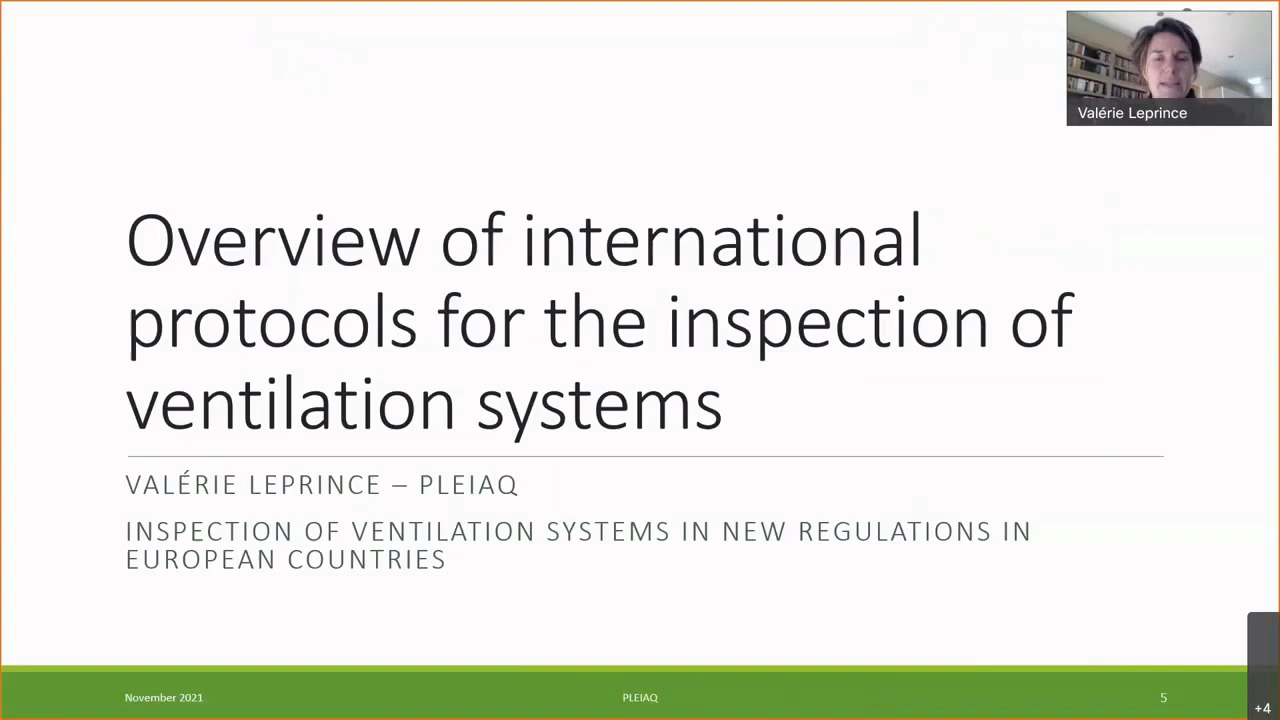 Valérie Leprince
Overview of international
protocols for the inspection of
ventilation systems
VALÉRIE LEPRINCE – PLEIAQ
INSPECTION OF VENTILATION SYSTEMS IN NEW REGULATIONS IN
EUROPEAN COUNTRIES
November 2021
PLEIAQ
5
+4